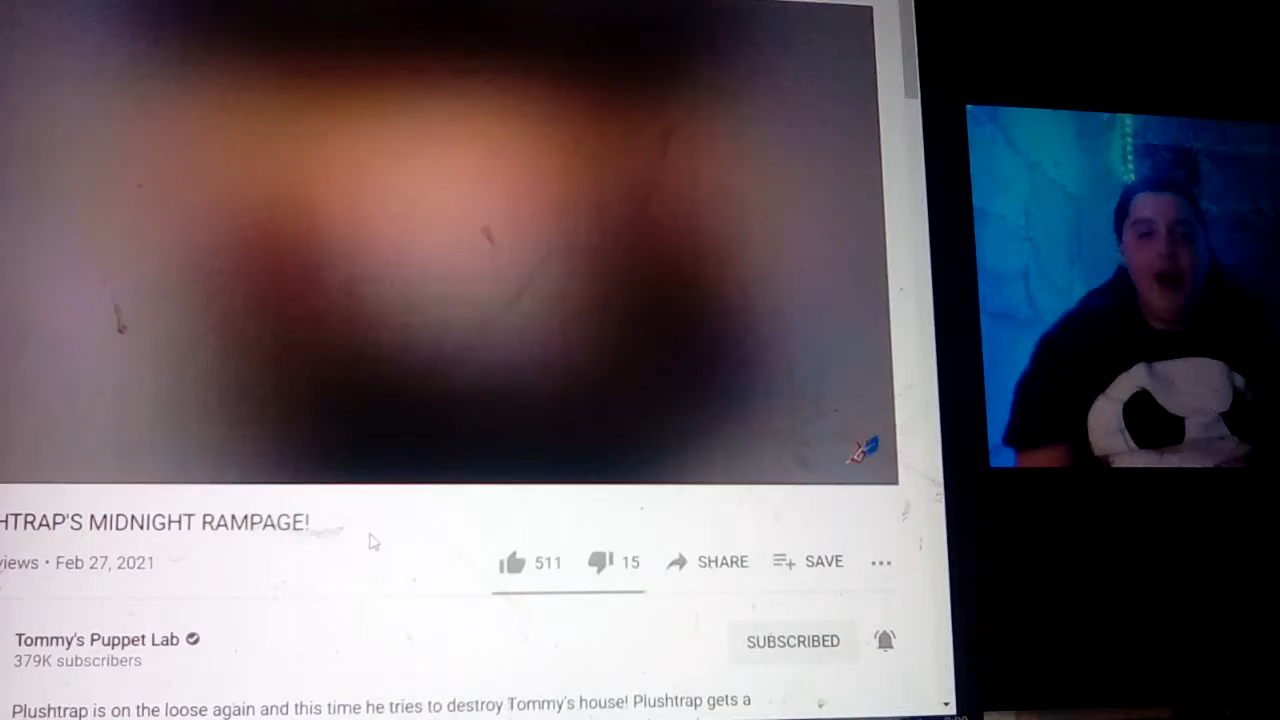 HTRAP'S MIDNIGHT RAMPAGE!
iews • Feb 27, 2021
511
15
SHARE
SAVE
Tommy's Puppet Lab
379K subscribers
SUBSCRIBED
Plushtrap is on the loose again and this time he tries to destroy Tommy's house! Plushtrap gets a